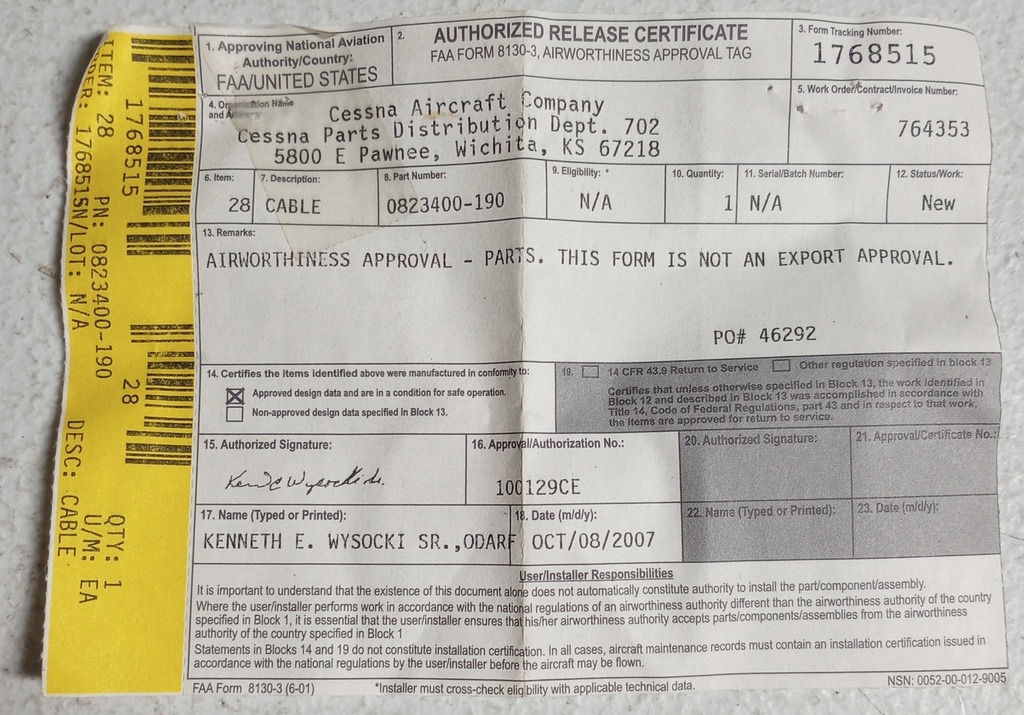 1. Approving National Aviation
Authority/Country:
FAA/UNITED STATES
2.
AUTHORIZED RELEASE CERTIFICATE
FAA FORM 8130-3, AIRWORTHINESS APPROVAL TAG
3. Form Tracking Number:
1768515
4. Organization Name
and
Cessna Aircraft Company
Cessna Parts Distribution Dept. 702
5800 E Pawnee, Wichita, KS 67218
5. Work Order/Contract/Invoice Number:
764353
6. Item:
28
7. Description:
CABLE
8. Part Number:
0823400-190
9. Eligibility: *
N/A
10. Quantity:
1
11. Serial/Batch Number:
N/A
12. Status/Work:
New
13. Remarks:
AIRWORTHINESS APPROVAL - PARTS. THIS FORM IS NOT AN EXPORT APPROVAL.
PO# 46292
14. Certifies the items identified above were manufactured in conformity to:
Approved design data and are in a condition for safe operation.
Non-approved design data specified in Block 13.
19. 14 CFR 43.9 Return to Service Other regulation specified in block 13
Certifies that unless otherwise specified in Block 13, the work identified in
Block 12 and described in Block 13 was accomplished in accordance with
Title 14, Code of Federal Regulations, part 43 and in respect to that work,
the items are approved for return to service.
15. Authorized Signature:
16. Approval/Authorization No.:
100129CE
20. Authorized Signature:
21. Approval/Certificate No.:
17. Name (Typed or Printed):
KENNETH E. WYSOCKI SR.,ODARF
18. Date (m/d/y):
OCT/08/2007
22. Name (Typed or Printed):
23. Date (m/d/y):
User/Installer Responsibilities
It is important to understand that the existence of this document alone does not automatically constitute authority to install the part/component/assembly.
Where the user/installer performs work in accordance with the national regulations of an airworthiness authority different than the airworthiness authority of the country
specified in Block 1, it is essential that the user/installer ensures that his/her airworthiness authority accepts parts/components/assemblies from the airworthiness
authority of the country specified in Block 1
Statements in Blocks 14 and 19 do not constitute installation certification. In all cases, aircraft maintenance records must contain an installation certification issued in
accordance with the national regulations by the user/installer before the aircraft may be flown.
FAA Form 8130-3 (6-01)
*Installer must cross-check eligibility with applicable technical data.
NSN: 0052-00-012-9005
1768515
28
QTY: 1
U/M: EA
ITEM: 28 PN: 0823400-190
DER: 176851SN/LOT: N/A DESC: CABLE